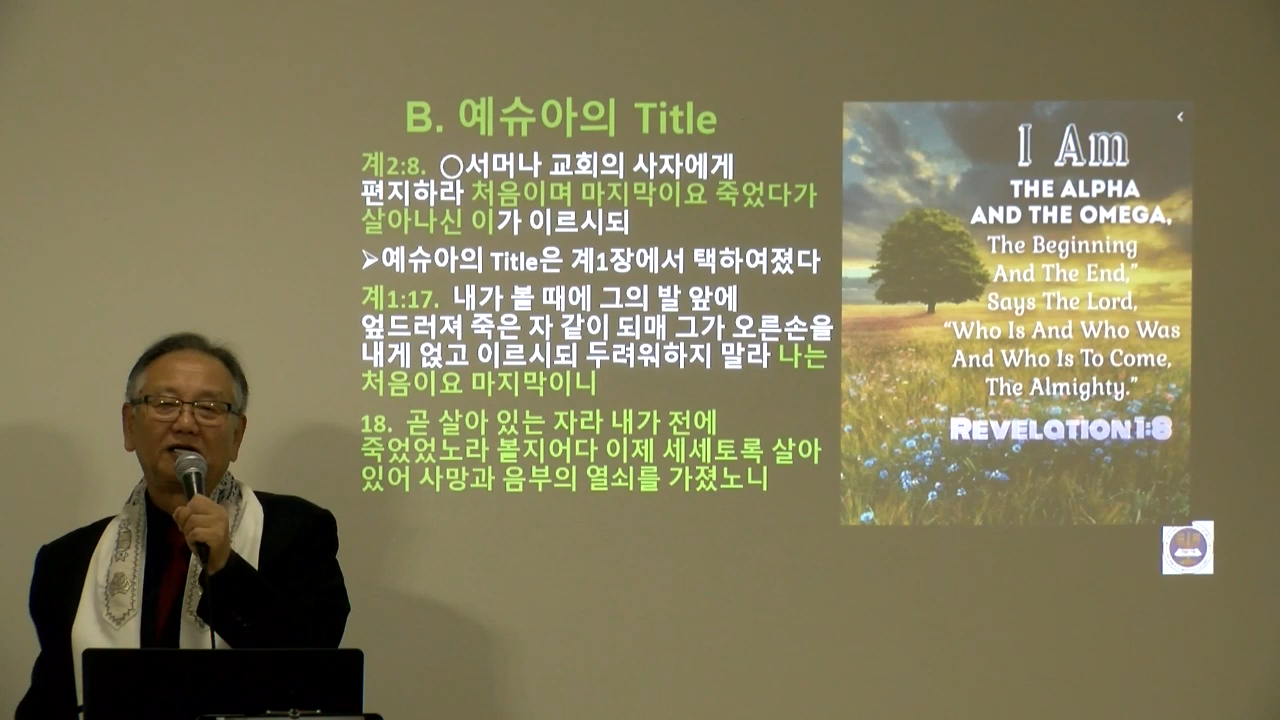 B. 예슈아의 Title
계2:8. ○서머나 교회의 사자에게
편지하라 처음이며 마지막이요 죽었다가
살아나신 이가 이르시되
➢예슈아의 Title은 계1장에서 택하여졌다
계1:17. 내가 볼 때에 그의 발 앞에
엎드러져 죽은 자 같이 되매 그가 오른손을
내게 얹고 이르시되 두려워하지 말라 나는
처음이요 마지막이니
18. 곧 살아 있는 자라 내가 전에
죽었었노라 볼지어다 이제 세세토록 살아
있어 사망과 음부의 열쇠를 가졌노니
I Am
THE ALPHA
AND THE OMEGA,
The Beginning
And The End,”
Says The Lord,
“Who Is And Who Was
And Who Is To Come,
The Almighty.”
REVELATION 1:8